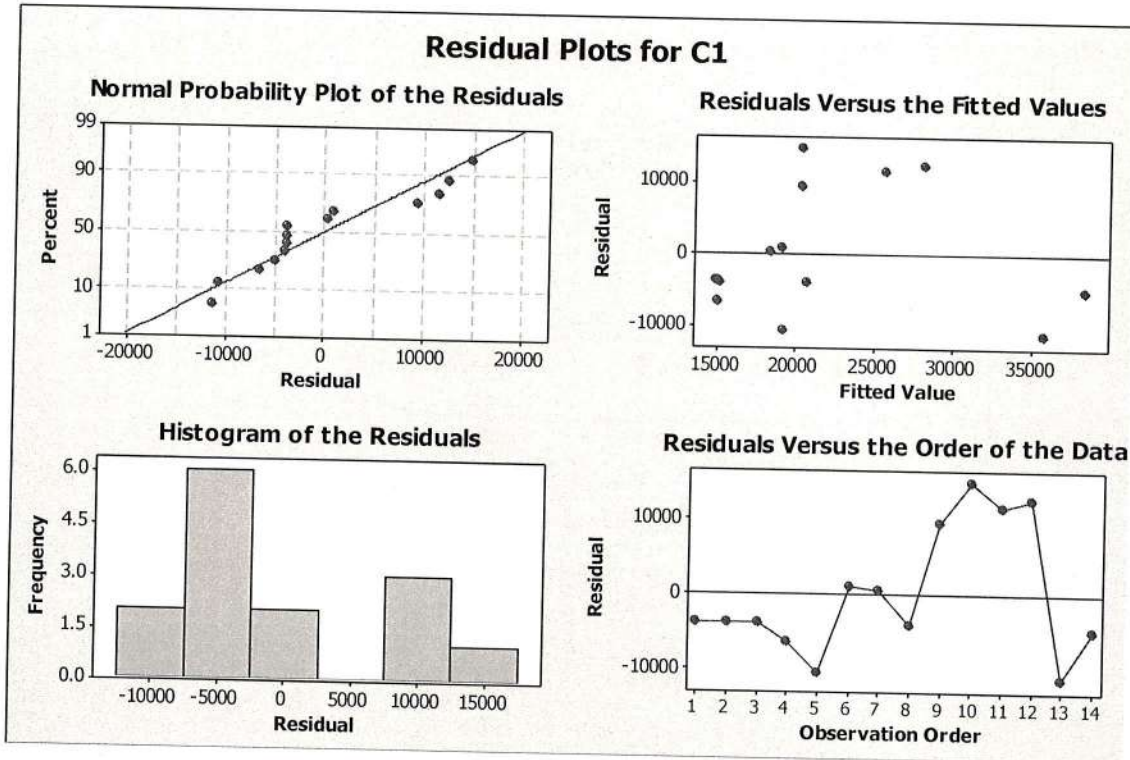 Residual Plots for C1
Normal Probability Plot of the Residuals
99
90
50
10
1
Percent
-20000 -10000 0 10000 20000
Residual
Residuals Versus the Fitted Values
10000
0
-10000
Residual
15000 20000 25000 30000 35000
Fitted Value
Histogram of the Residuals
6.0
4.5
3.0
1.5
0.0
Frequency
-10000 -5000 0 5000 10000 15000
Residual
Residuals Versus the Order of the Data
10000
0
-10000
Residual
1 2 3 4 5 6 7 8 9 10 11 12 13 14
Observation Order